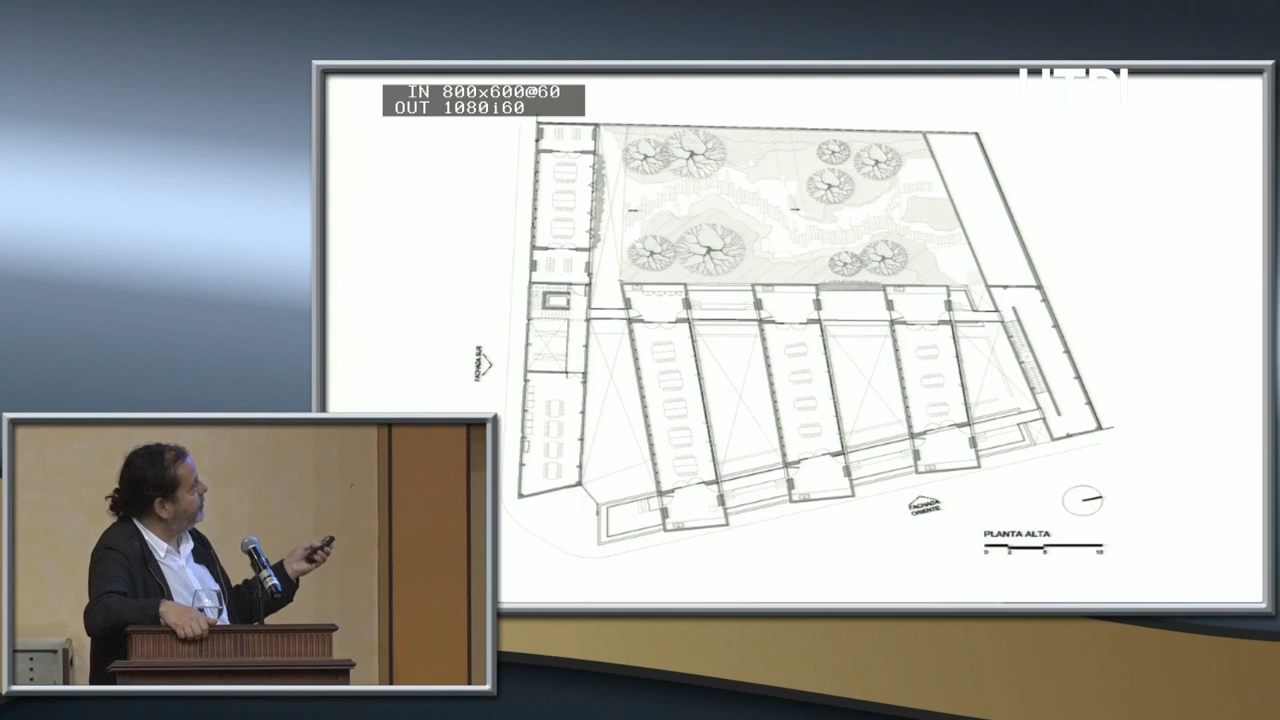 UTPL
IN 800x600@60
OUT 1080i60
FACHADA SUR
FACHADA
ORIENTE
PLANTA ALTA
0 2 5 10